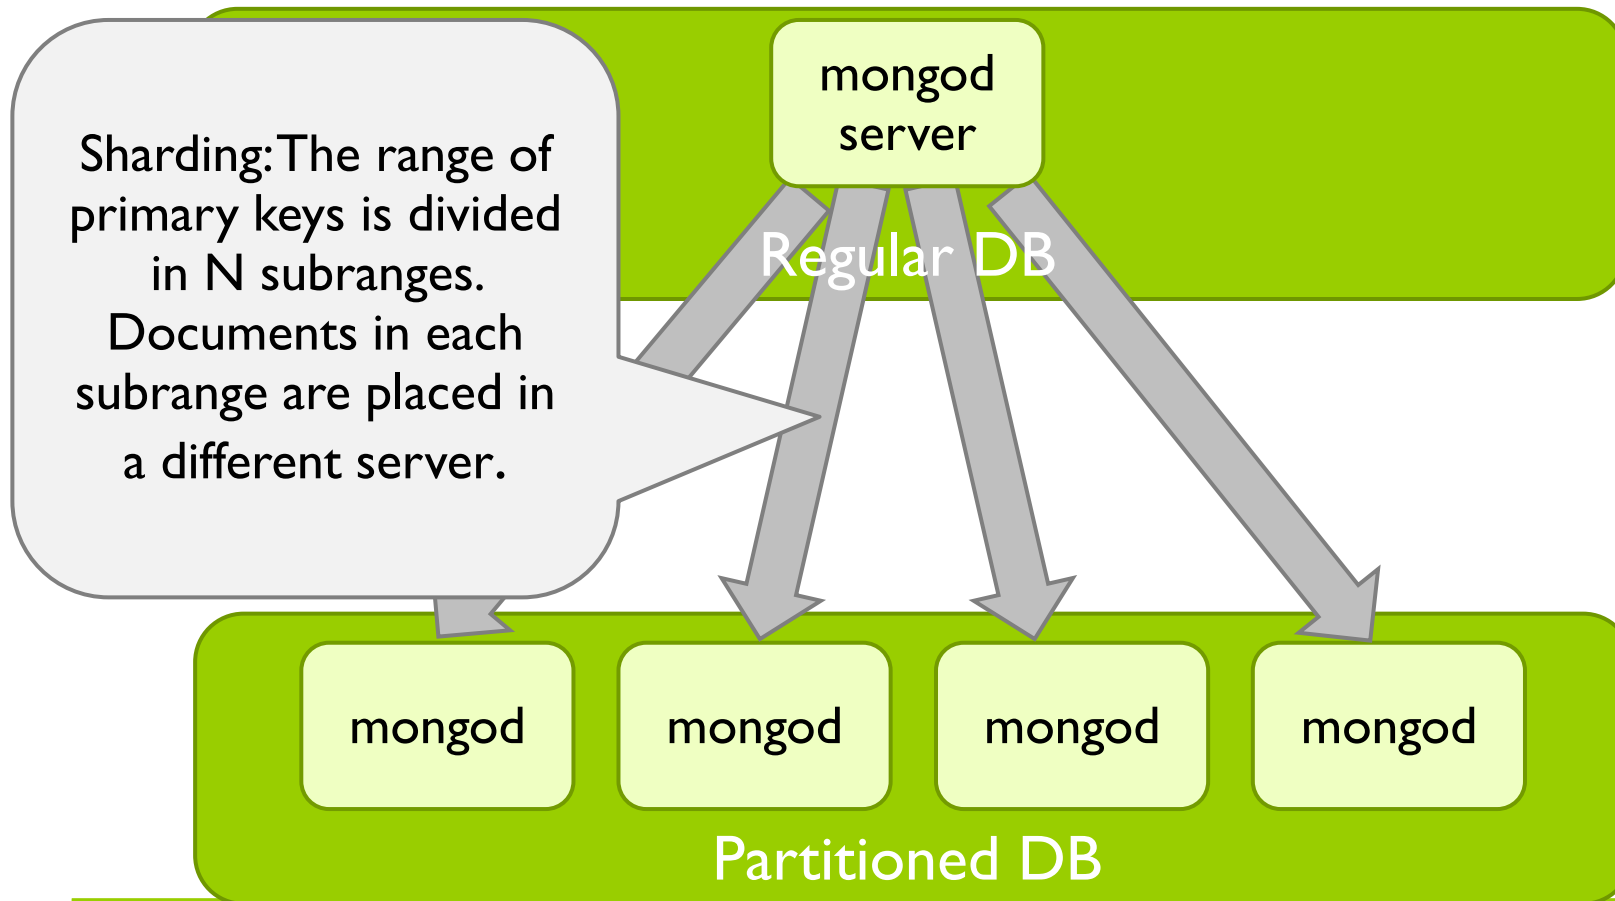 mongod
server
Sharding: The range of
primary keys is divided
in N subranges.
Documents in each
subrange are placed in
a different server.
Regular DB
mongod
mongod
mongod
mongod
Partitioned DB